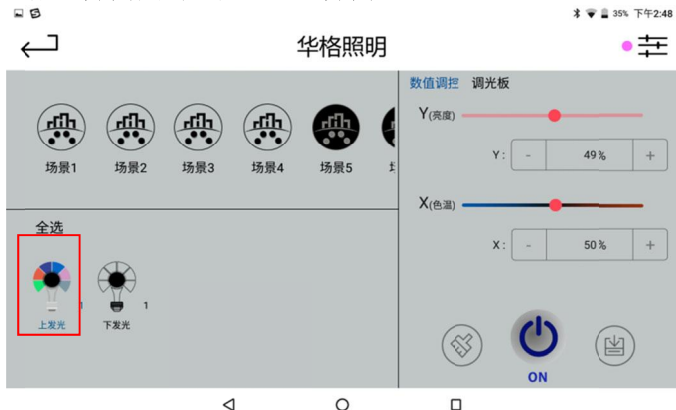 35% 下午2:48
华格照明
数值调控 调光板
Y(亮度)
Y: - 49% +
X(色温)
X: - 50% +
场景1 场景2 场景3 场景4 场景5
全选
1 1
上发光 下发光
ON